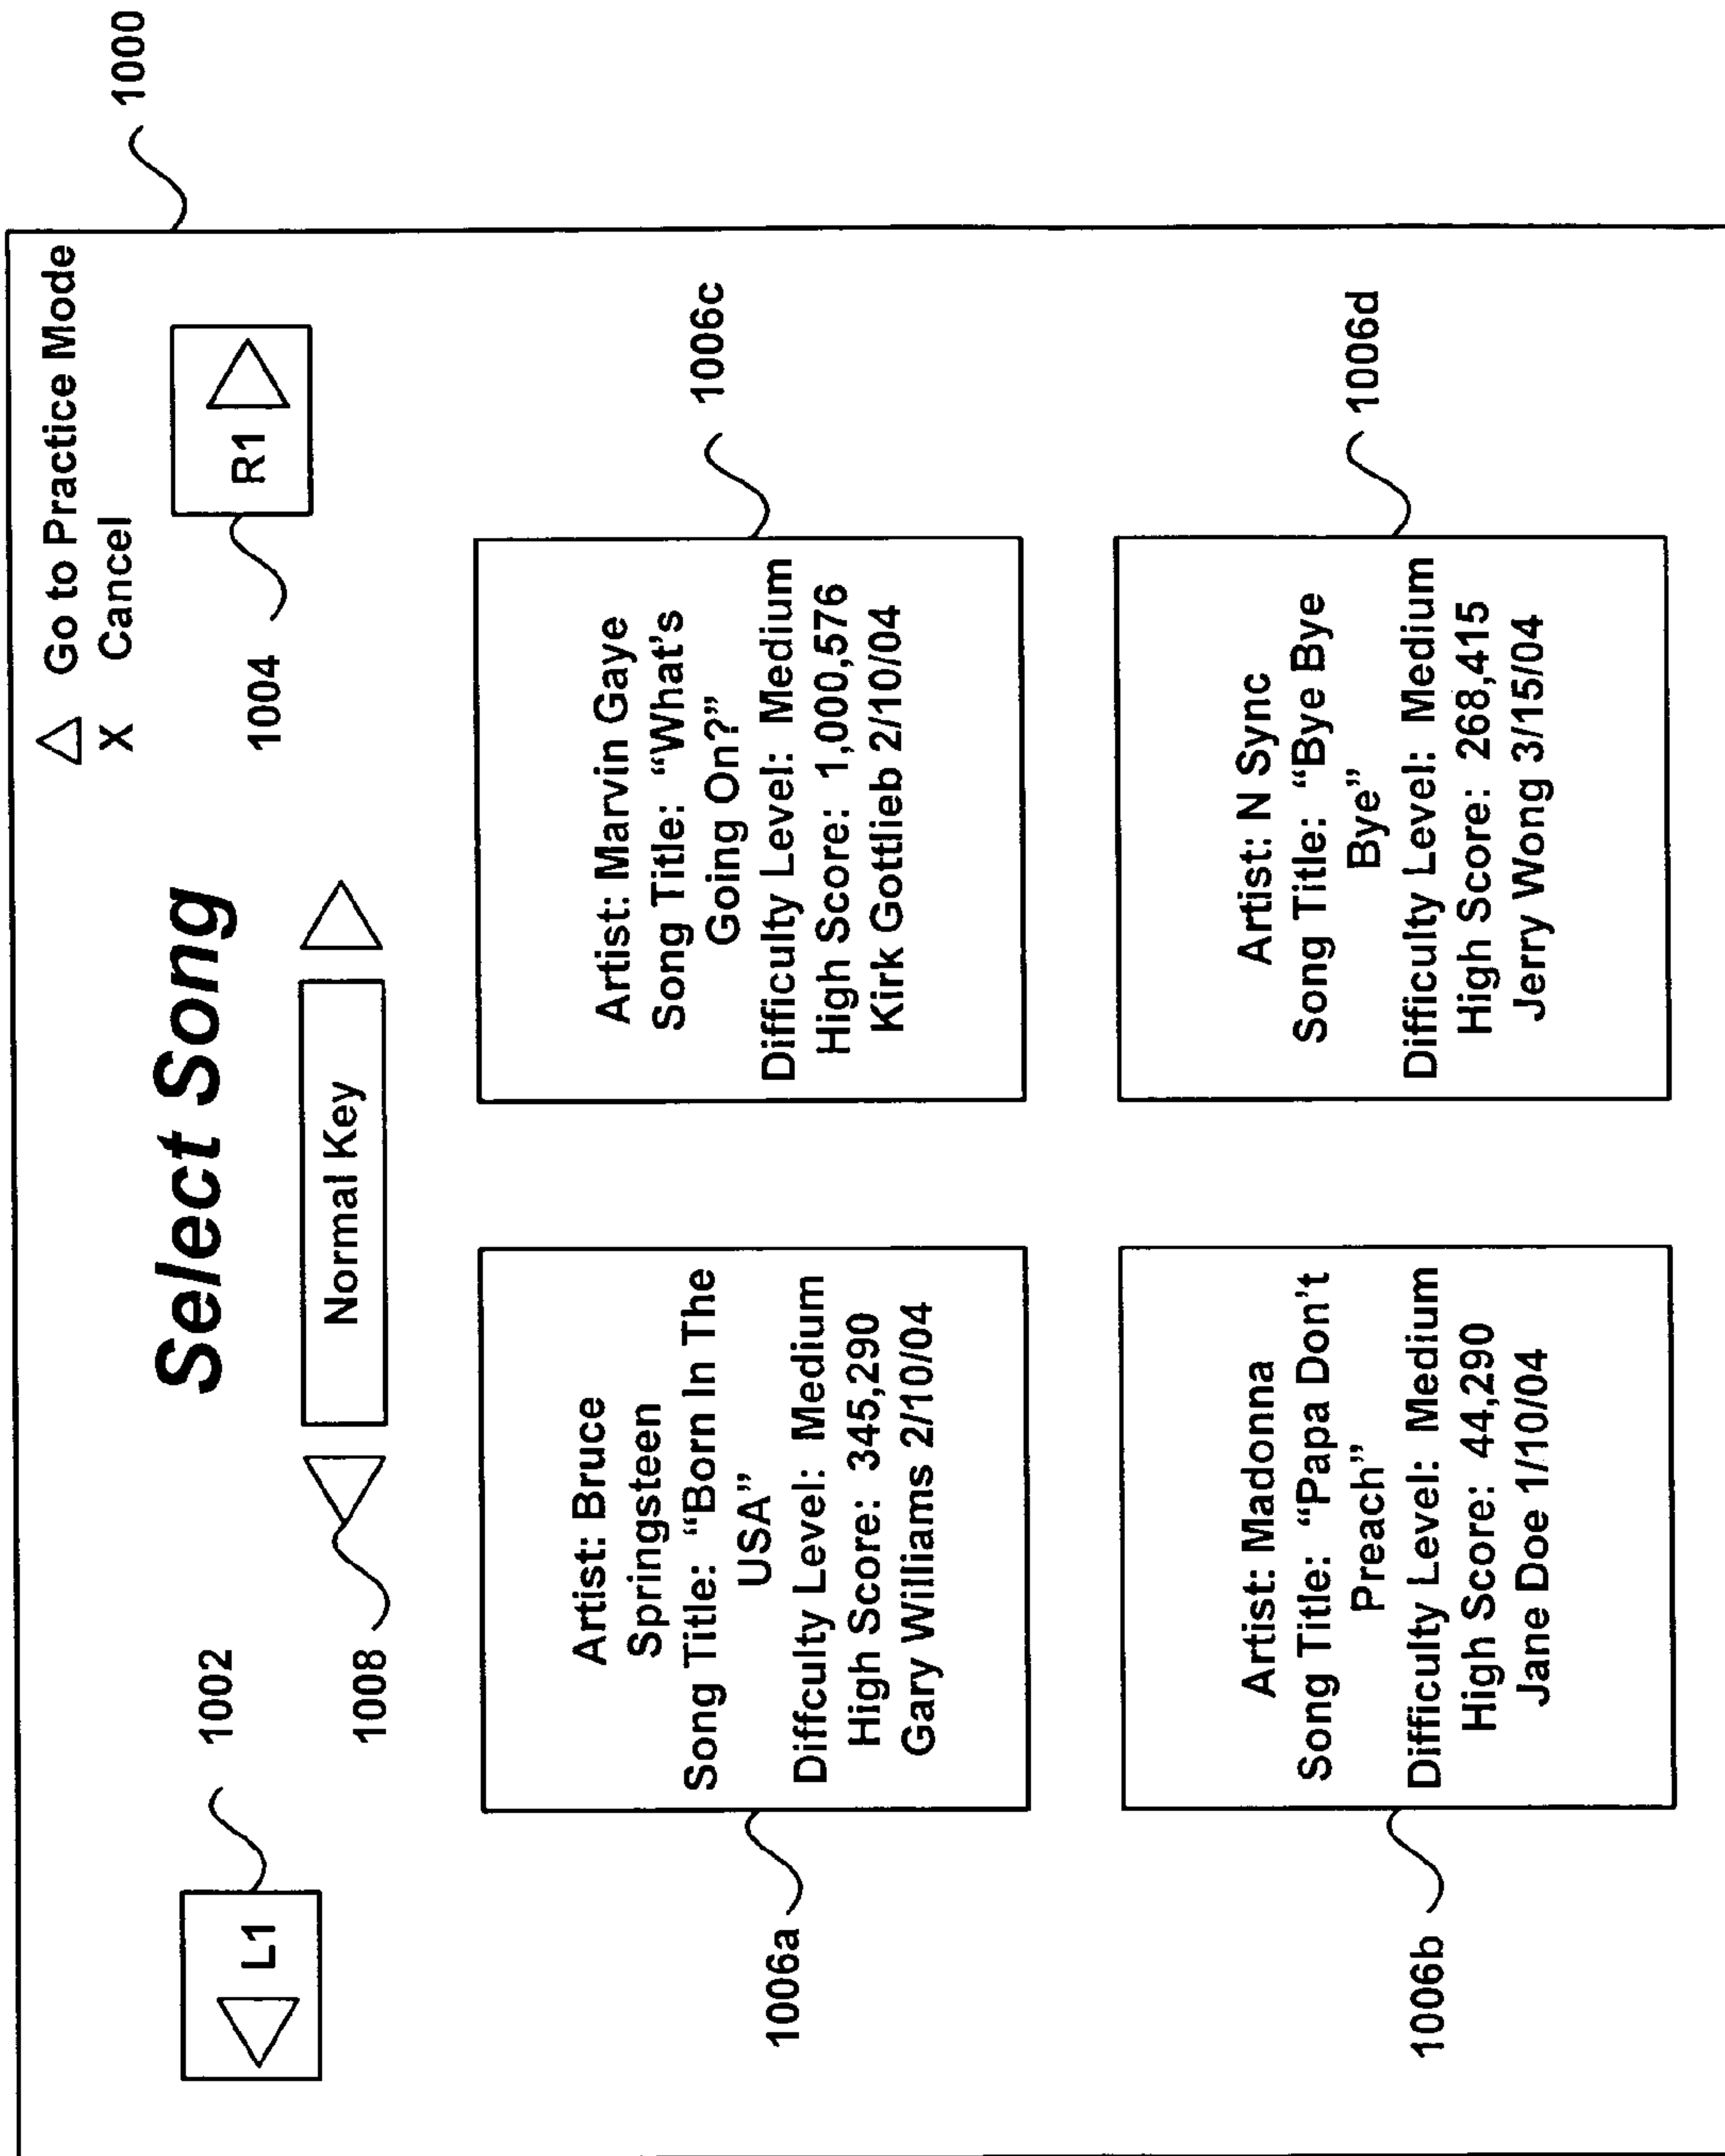 △ Go to Practice Mode
X Cancel
1000
Select Song
L1
1002
R1
1004
Normal Key
1008
Artist: Bruce
Springsteen
Song Title: “Born In The
USA”
Diffculty Level: Medium
High Score: 345,290
Gary Williams 2/10/04
1006a
Artist: Marvin Gaye
Song Title: “What’s
Going On?”
Difficulty Level: Medium
High Score: 1,000,576
Kirk Gottlieb 2/10/04
1006c
Artist: Madonna
Song Title: “Papa Don’t
Preach”
Difficulty Level: Medium
High Score: 44,290
Jane Doe 1/10/04
1006b
Artist: N Sync
Song Title: “Bye Bye
Bye”
Difficulty Level: Medium
High Score: 268,415
Jerry Wong 3/15/04
1006d